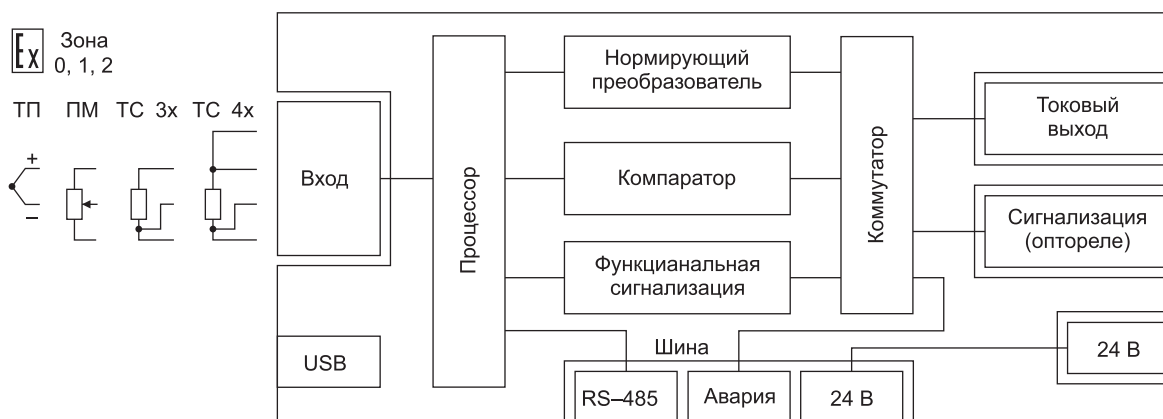 Ex
Зона
0, 1, 2
ТП ПМ ТС 3х ТС 4х
+
–
Вход
USB
Процессор
Нормирующий
преобразователь
Компаратор
Функцианальная
сигнализация
Коммутатор
Токовый
выход
Сигнализация
(оптореле)
24 В
Шина
RS–485
Авария
24 В